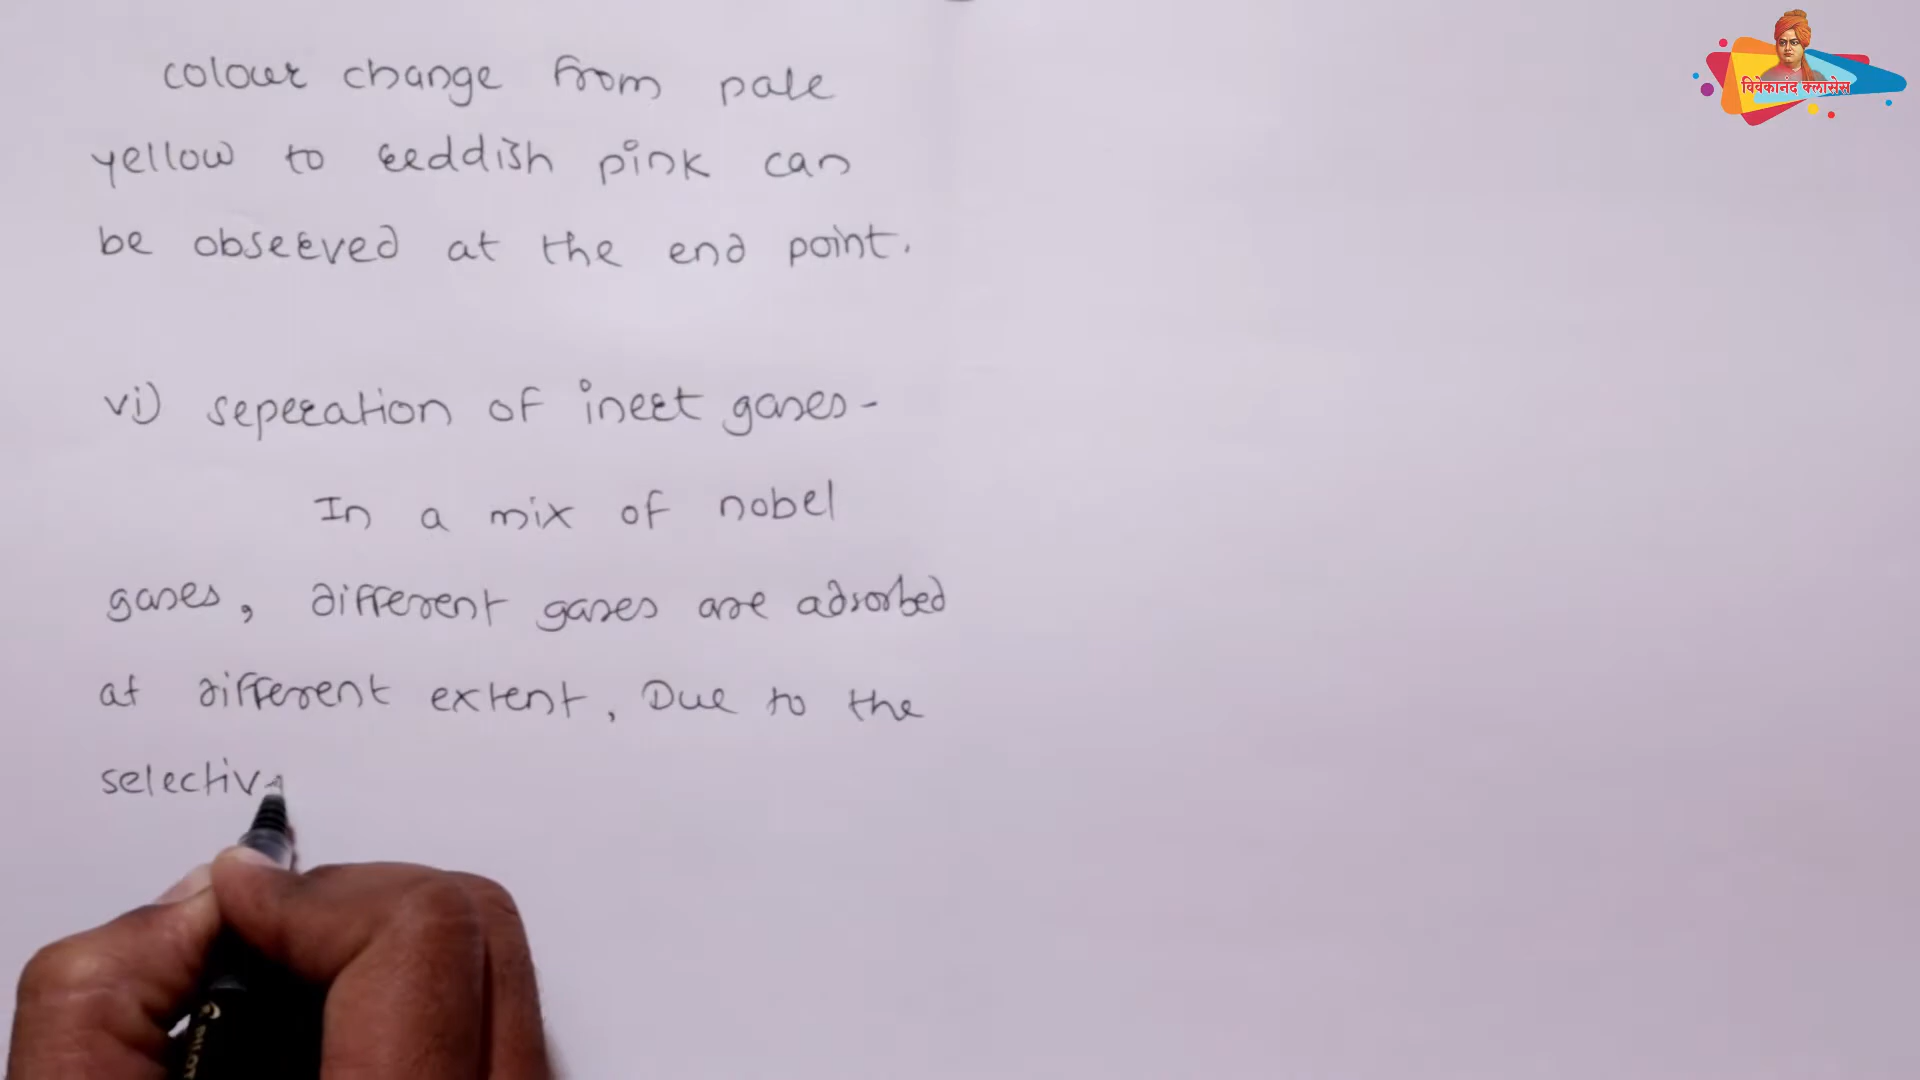 colour change from pale
yellow to reddish pink can
be observed at the end point.
vi) seperation of inert gases-
In a mix of nobel
gases, different gases are adsorbed
at different extent, Due to the
selectiv
विवेकानंद क्लासेस
PILOT